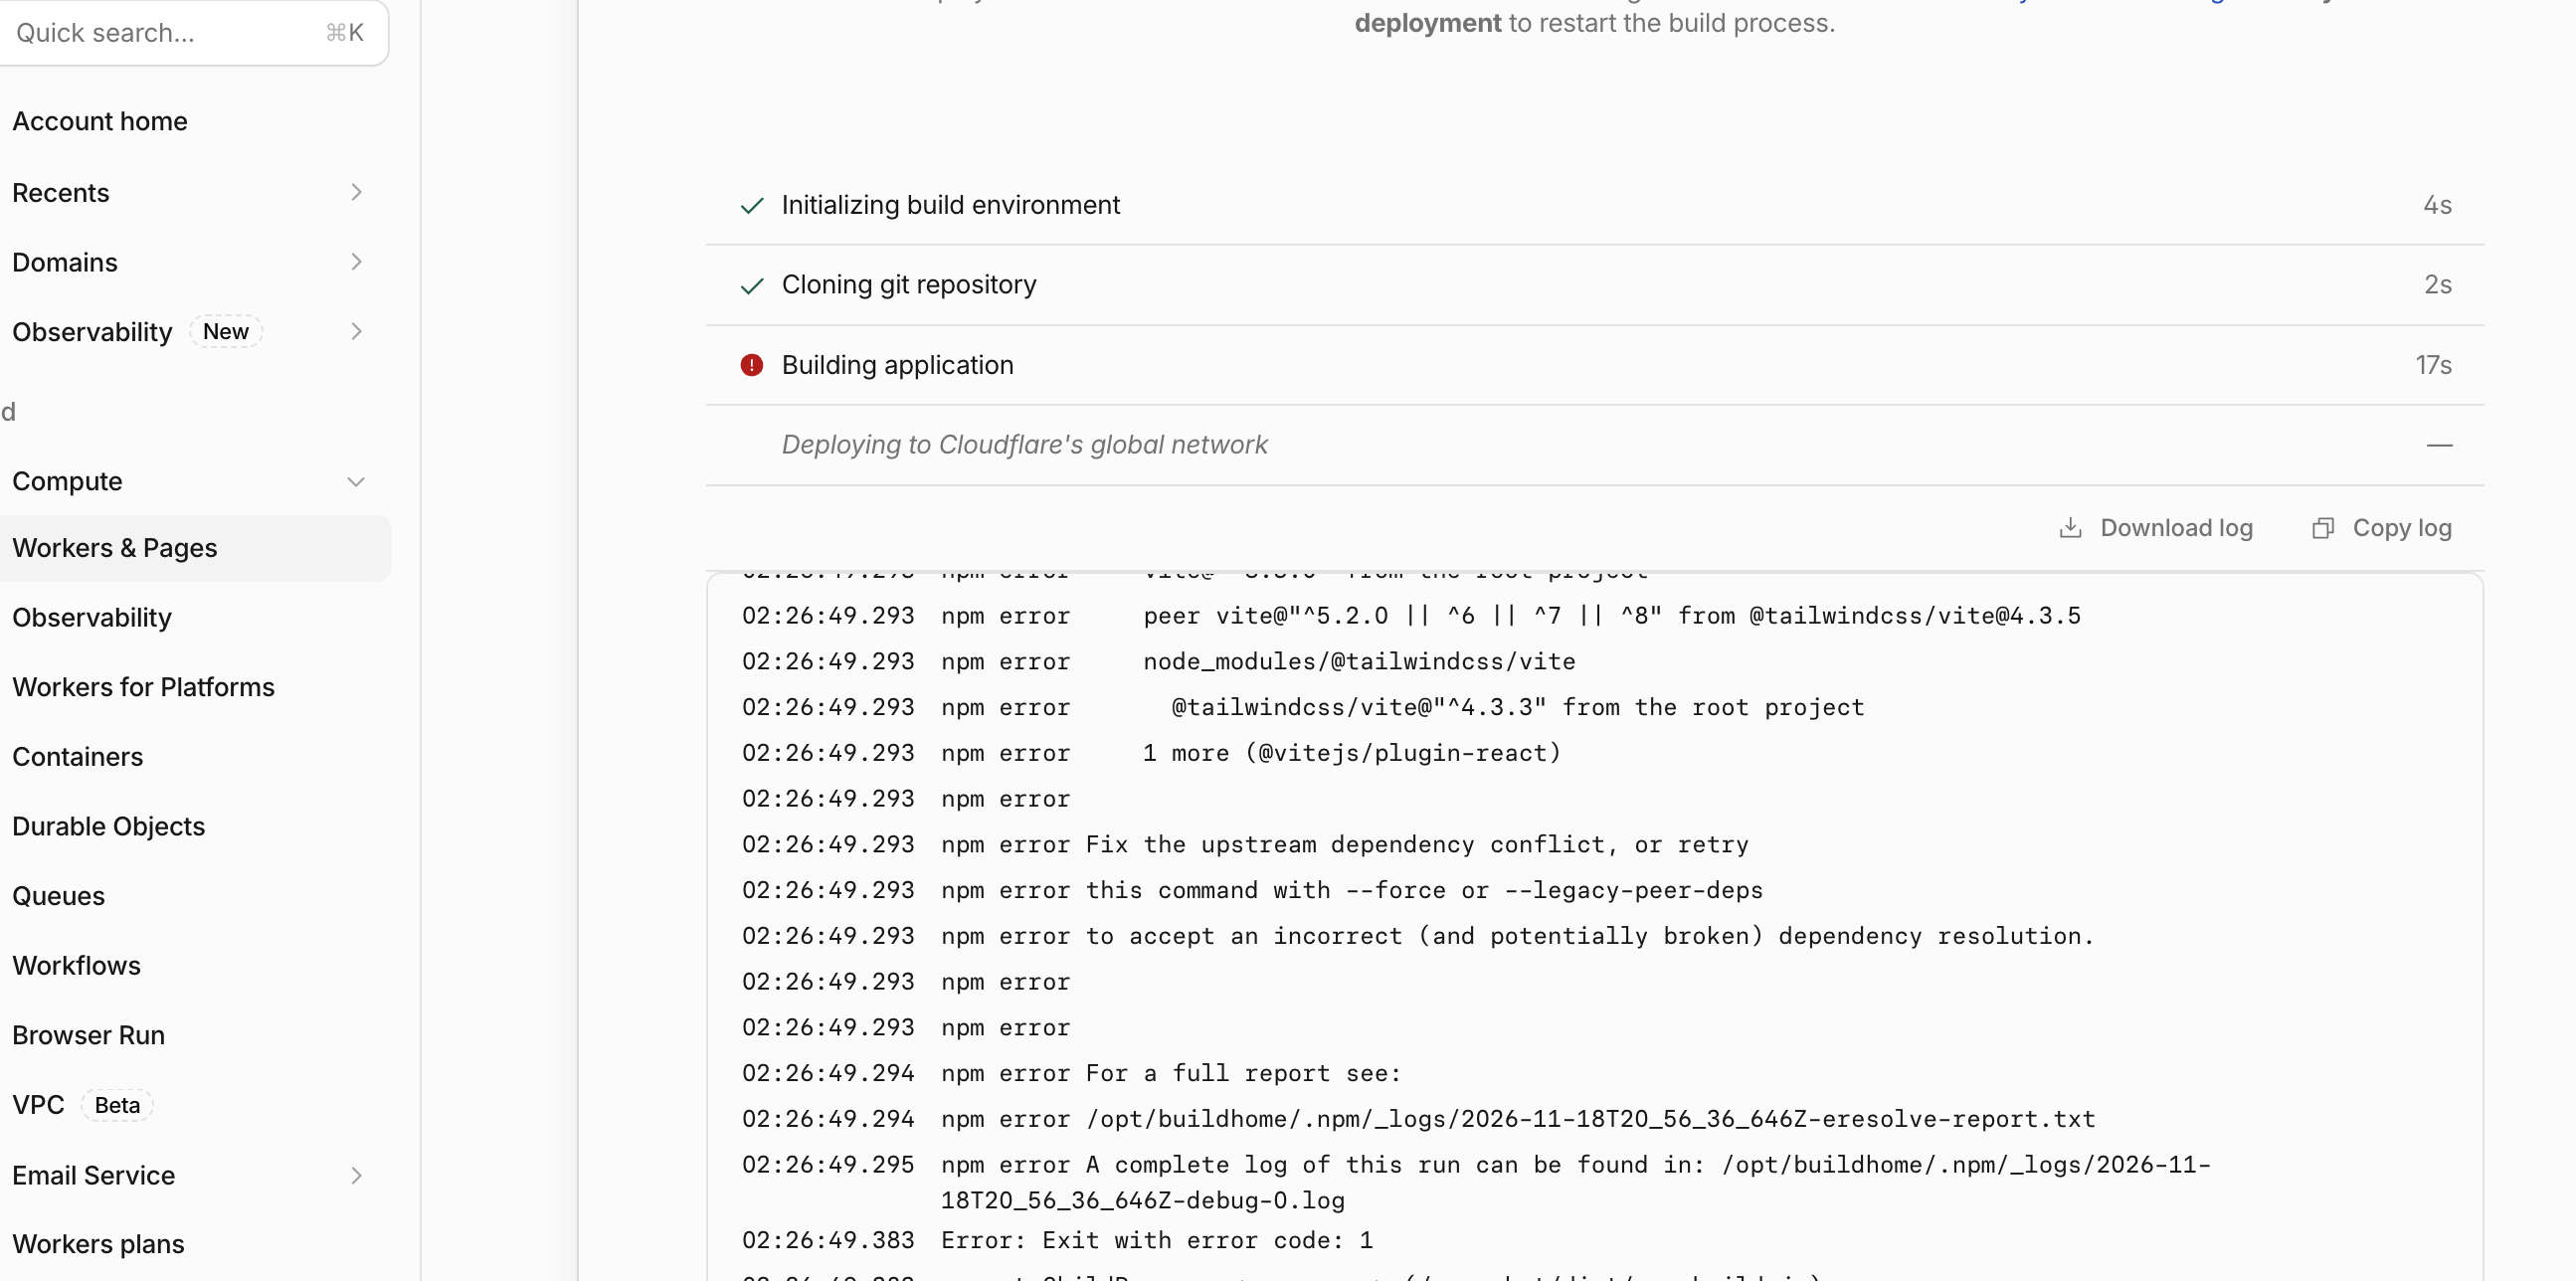 deployment to restart the build process.
Quick search... ⌘K
Account home
Recents
Domains
Observability New
d
Compute
Workers & Pages
Observability
Workers for Platforms
Containers
Durable Objects
Queues
Workflows
Browser Run
VPC Beta
Email Service
Workers plans
Initializing build environment 4s
Cloning git repository 2s
Building application 17s
Deploying to Cloudflare's global network —
Download log Copy log
from the root project
02:26:49.293 npm error peer vite@"^5.2.0 || ^6 || ^7 || ^8" from @tailwindcss/vite@4.3.5
02:26:49.293 npm error node_modules/@tailwindcss/vite
02:26:49.293 npm error @tailwindcss/vite@"^4.3.3" from the root project
02:26:49.293 npm error 1 more (@vitejs/plugin-react)
02:26:49.293 npm error
02:26:49.293 npm error Fix the upstream dependency conflict, or retry
02:26:49.293 npm error this command with --force or --legacy-peer-deps
02:26:49.293 npm error to accept an incorrect (and potentially broken) dependency resolution.
02:26:49.293 npm error
02:26:49.293 npm error
02:26:49.294 npm error For a full report see:
02:26:49.294 npm error /opt/buildhome/.npm/_logs/2026-11-18T20_56_36_646Z-eresolve-report.txt
02:26:49.295 npm error A complete log of this run can be found in: /opt/buildhome/.npm/_logs/2026-11-
18T20_56_36_646Z-debug-0.log
02:26:49.383 Error: Exit with error code: 1